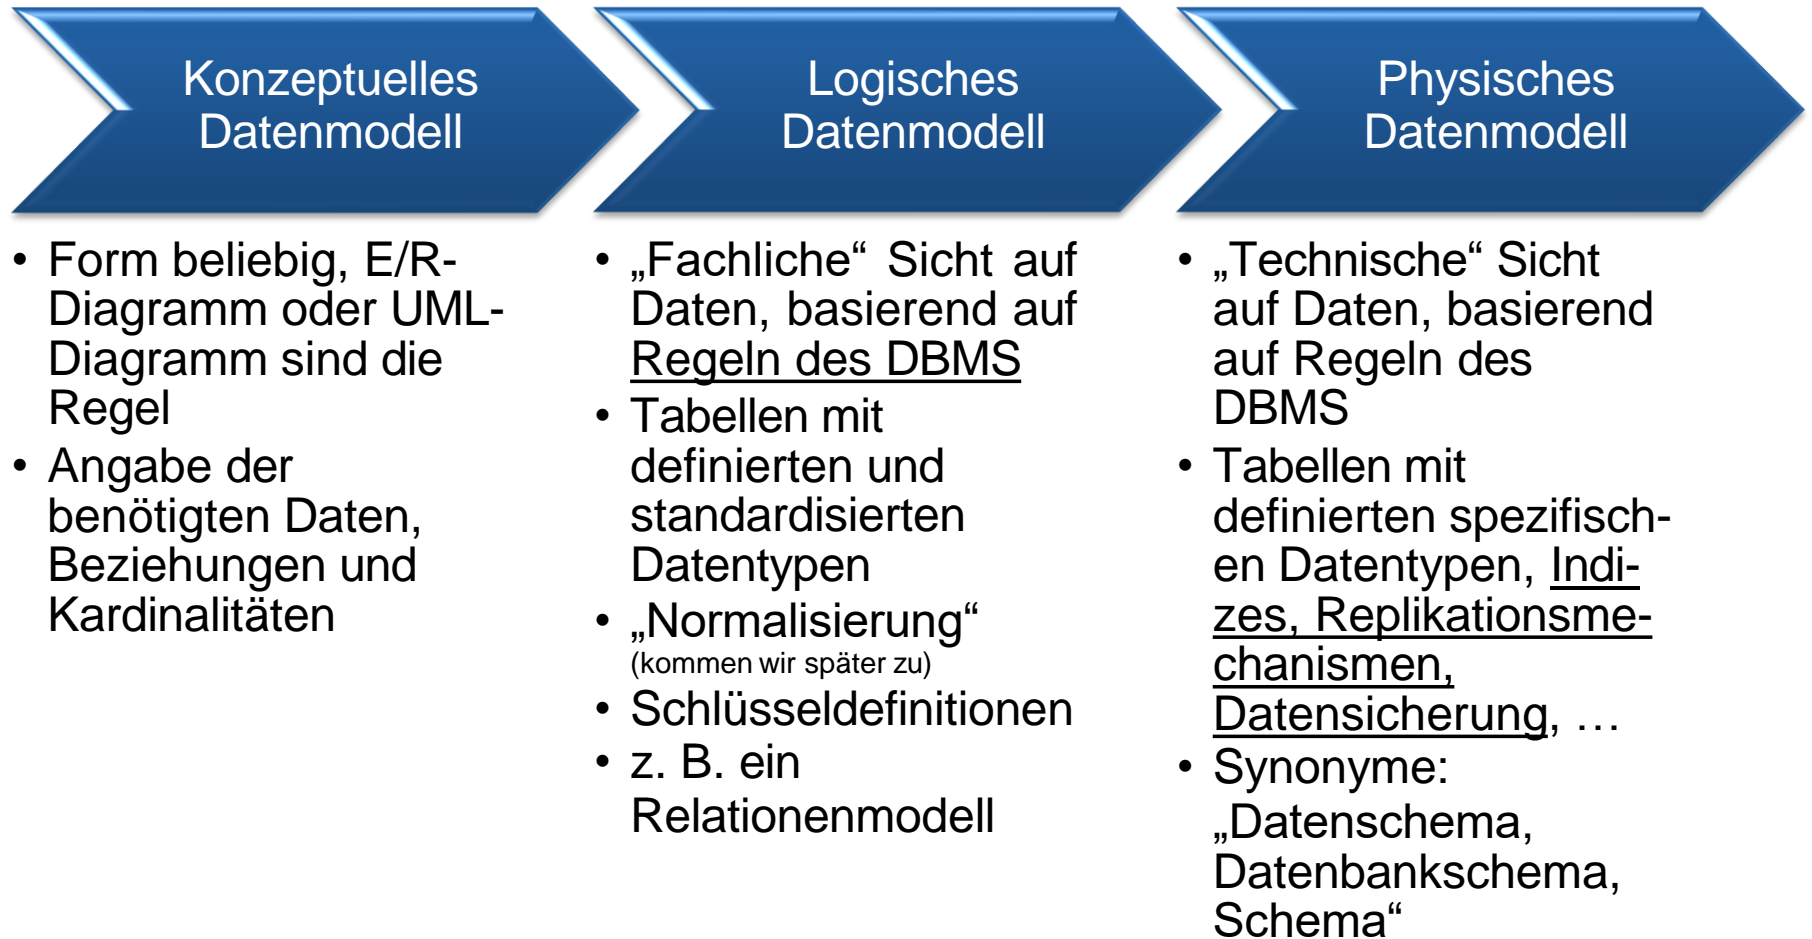 Konzeptuelles
Datenmodell
• Form beliebig, E/R-
Diagramm oder UML-
Diagramm sind die
Regel
• Angabe der
benötigten Daten,
Beziehungen und
Kardinalitäten
Logisches
Datenmodell
• „Fachliche“ Sicht auf
Daten, basierend auf
Regeln des DBMS
• Tabellen mit
definierten und
standardisierten
Datentypen
• „Normalisierung“
(kommen wir später zu)
• Schlüsseldefinitionen
• z. B. ein
Relationenmodell
Physisches
Datenmodell
• „Technische“ Sicht
auf Daten, basierend
auf Regeln des
DBMS
• Tabellen mit
definierten spezifisch-
en Datentypen, Indi-
zes, Replikationsme-
chanismen,
Datensicherung, …
• Synonyme:
„Datenschema,
Datenbankschema,
Schema“